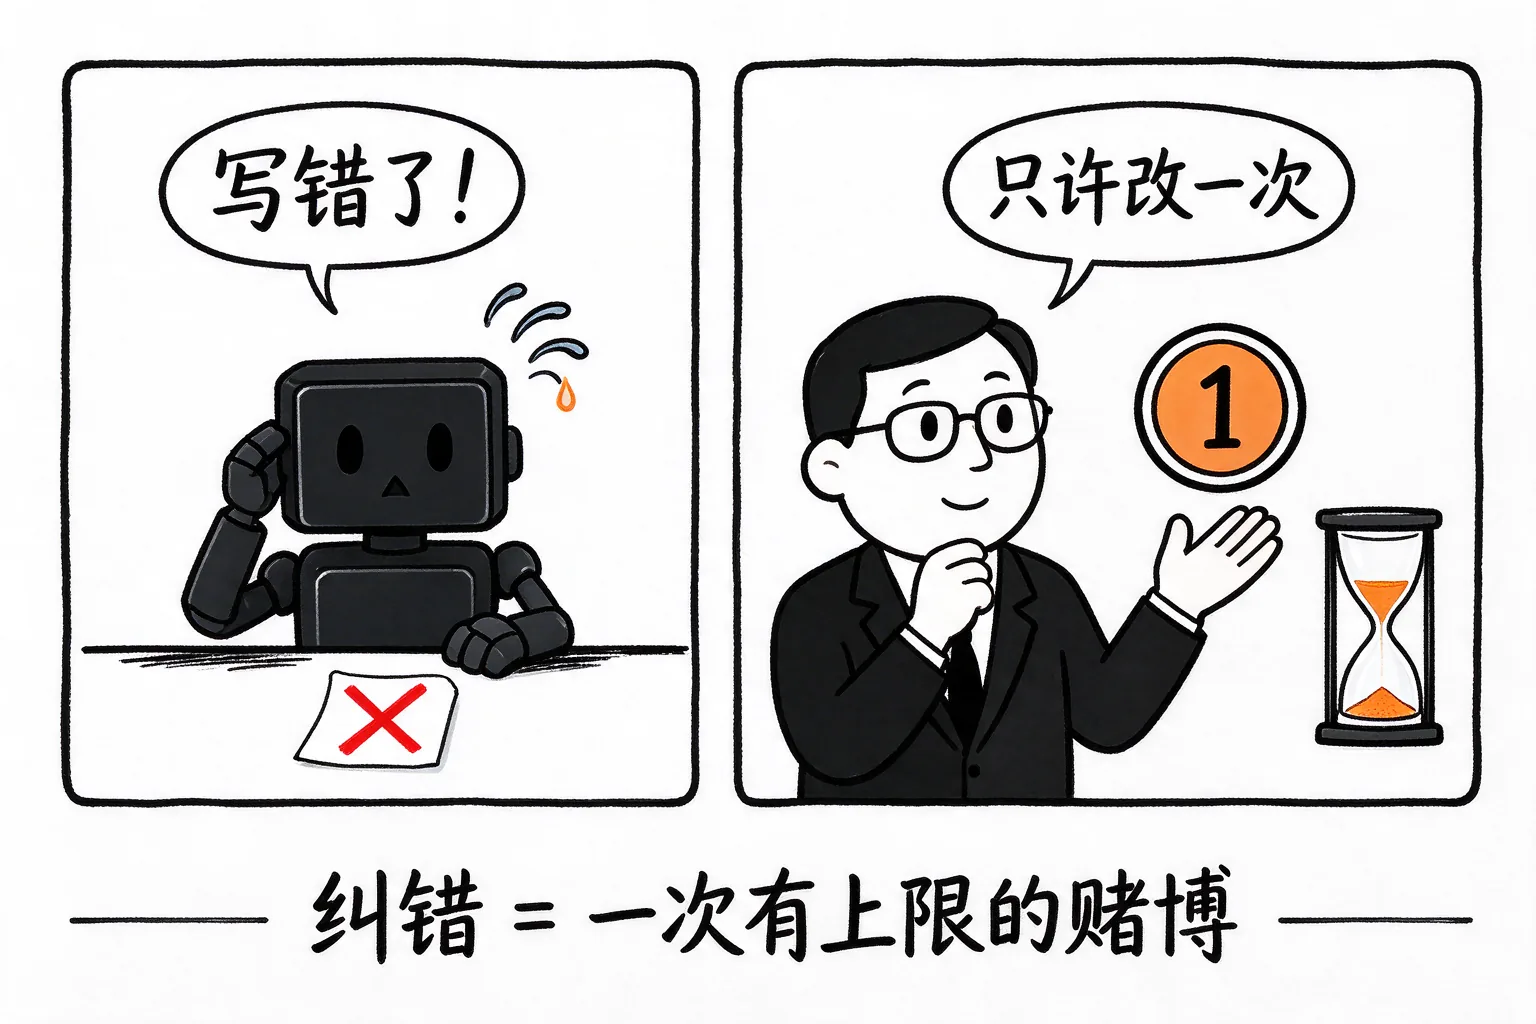 写错了！
只许改一次
1
纠错 = 一次有上限的赌博